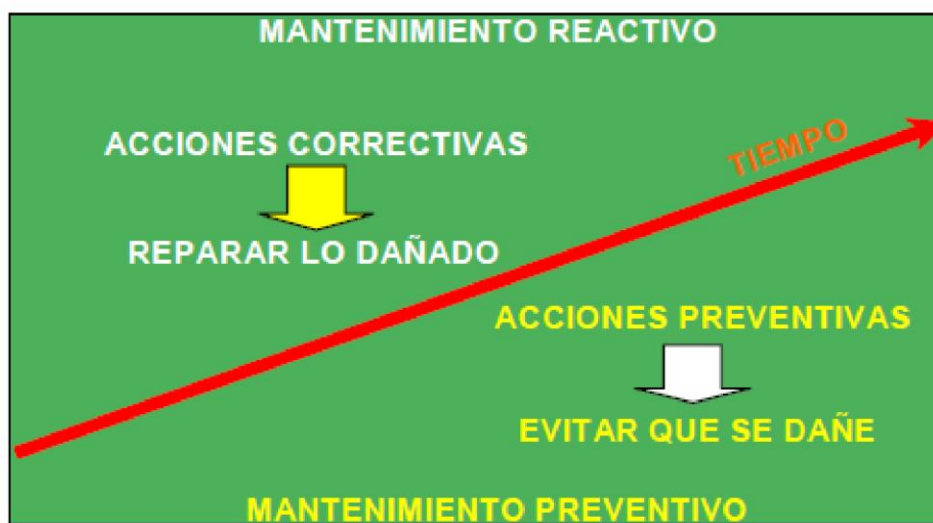 MANTENIMIENTO REACTIVO
ACCIONES CORRECTIVAS
TIEMPO
REPARAR LO DAÑADO
ACCIONES PREVENTIVAS
EVITAR QUE SE DAÑE
MANTENIMIENTO PREVENTIVO